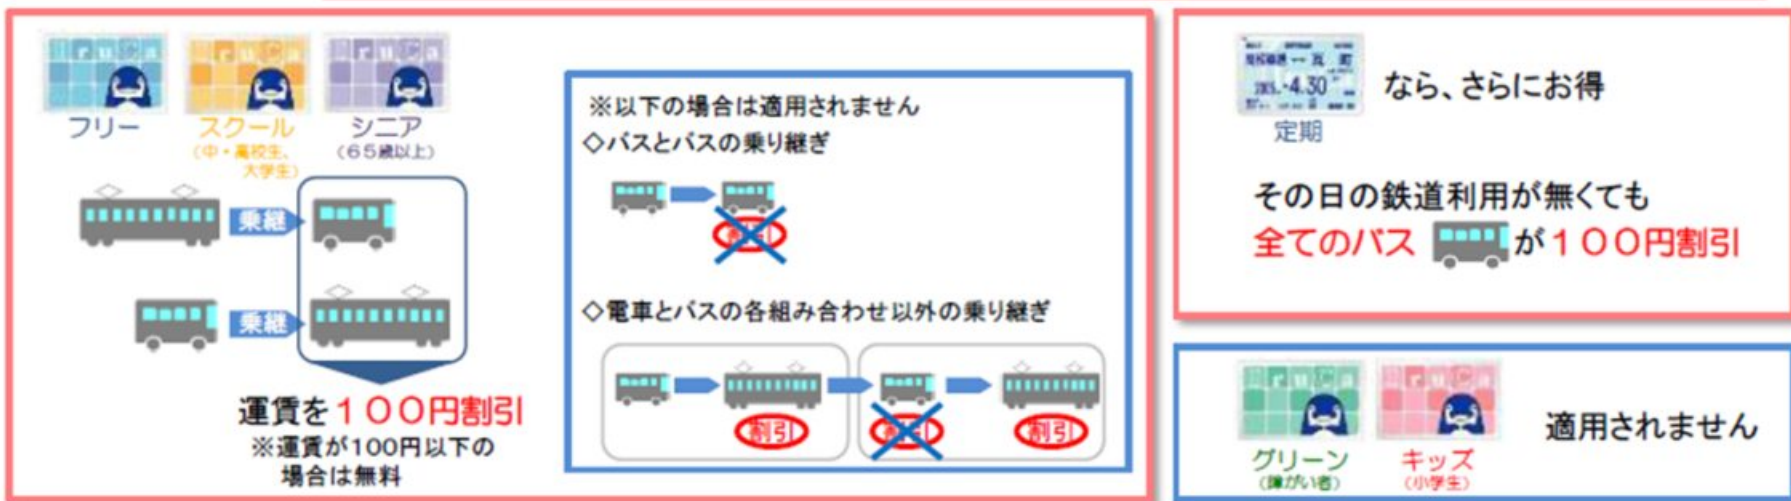 IruCa
IruCa
IruCa
フリー
スクール
(中・高校生、
大学生)
シニア
(65歳以上)
乗継
乗継
運賃を100円割引
※運賃が100円以下の
場合は無料
※以下の場合は適用されません
◇バスとバスの乗り継ぎ
割引
◇電車とバスの各組み合わせ以外の乗り継ぎ
割引
割引
割引
定期
なら、さらにお得
その日の鉄道利用が無くても
全てのバス が100円割引
IruCa
IruCa
グリーン
(障がい者)
キッズ
(小学生)
適用されません